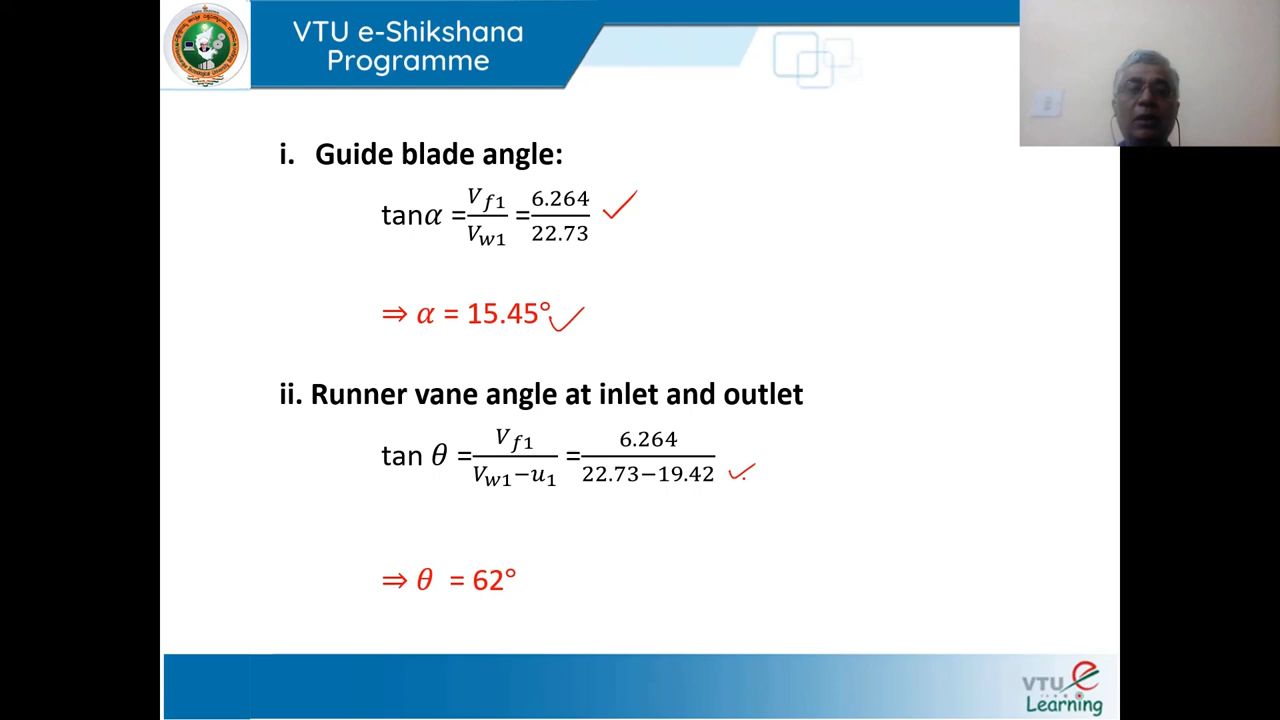 VTU e-Shikshana
Programme
i. Guide blade angle:
tanα = V_f1/V_w1 = 6.264/22.73
⇒ α = 15.45°
ii. Runner vane angle at inlet and outlet
tan θ = V_f1/(V_w1−u_1) = 6.264/(22.73−19.42)
⇒ θ = 62°
VTU e
Learning